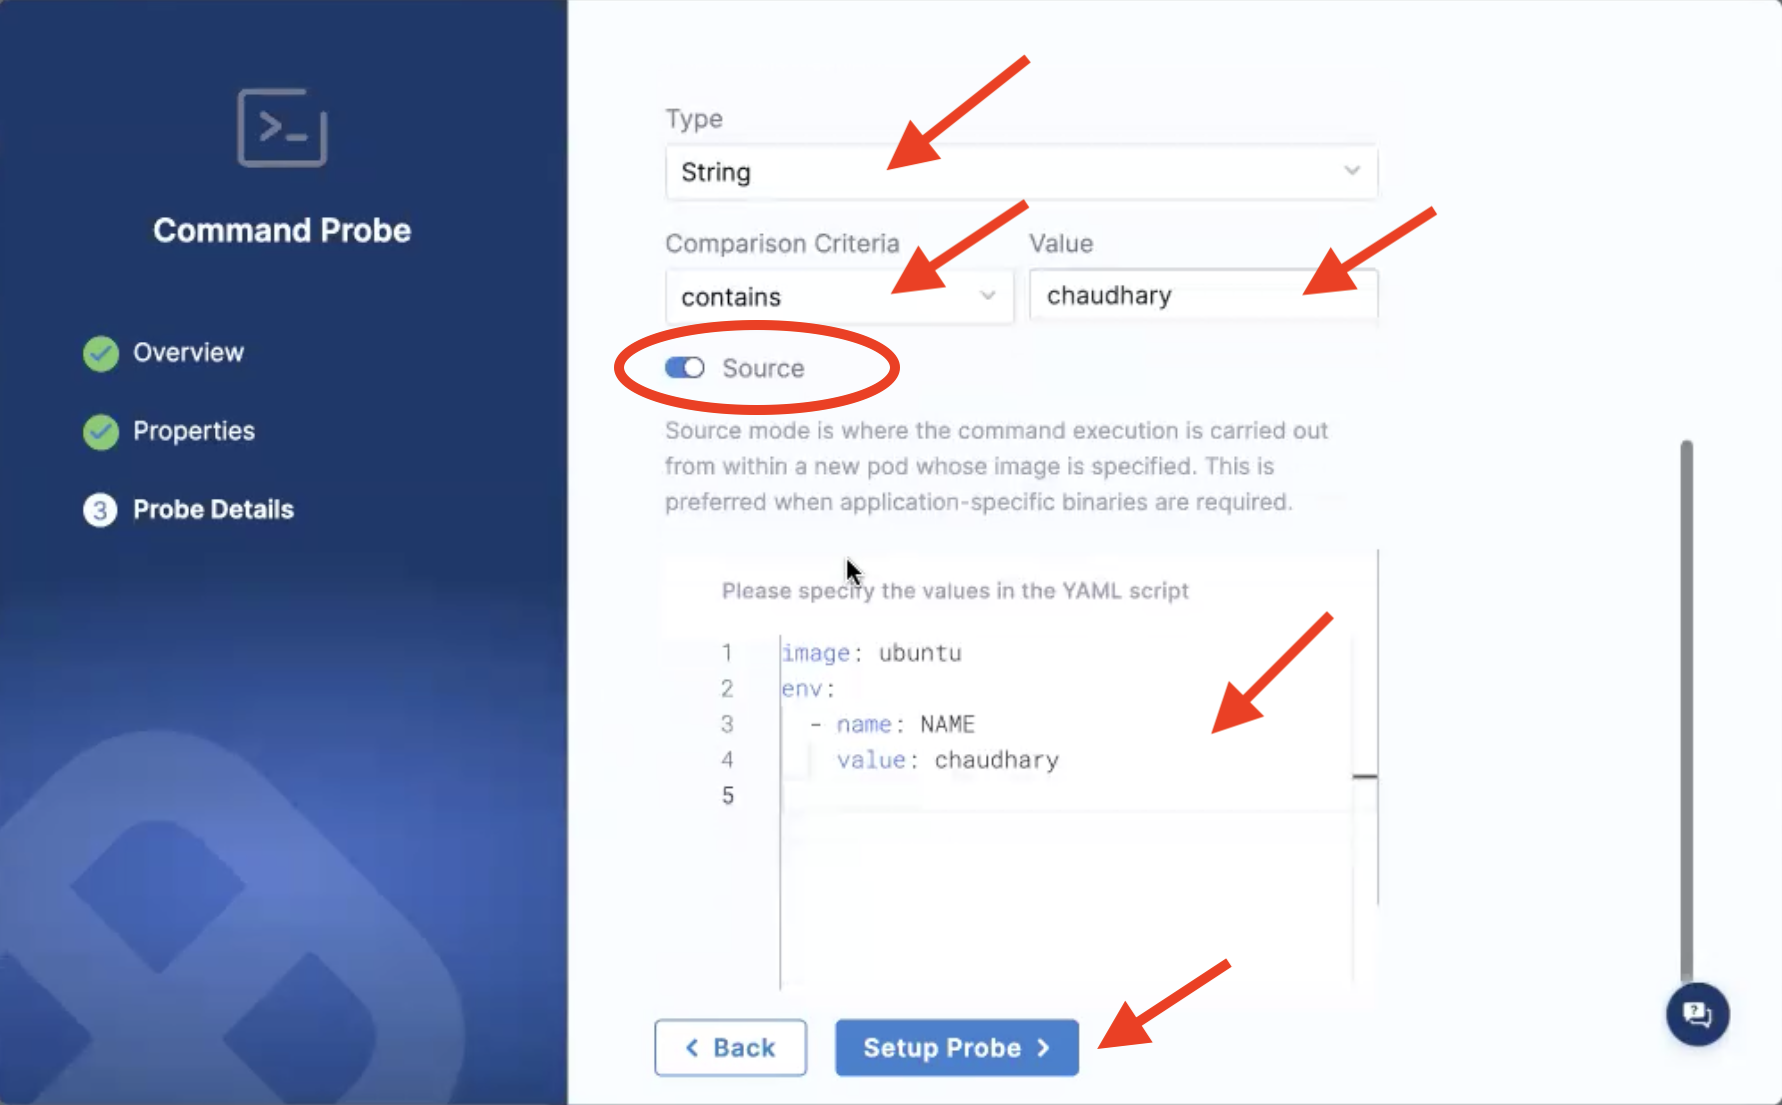 Command Probe
Overview
Properties
3 Probe Details
Type
String
Comparison Criteria
Value
contains
chaudhary
Source
Source mode is where the command execution is carried out
from within a new pod whose image is specified. This is
preferred when application-specific binaries are required.
Please specify the values in the YAML script
1 image: ubuntu
2 env:
3 - name: NAME
4 value: chaudhary
5
Back
Setup Probe